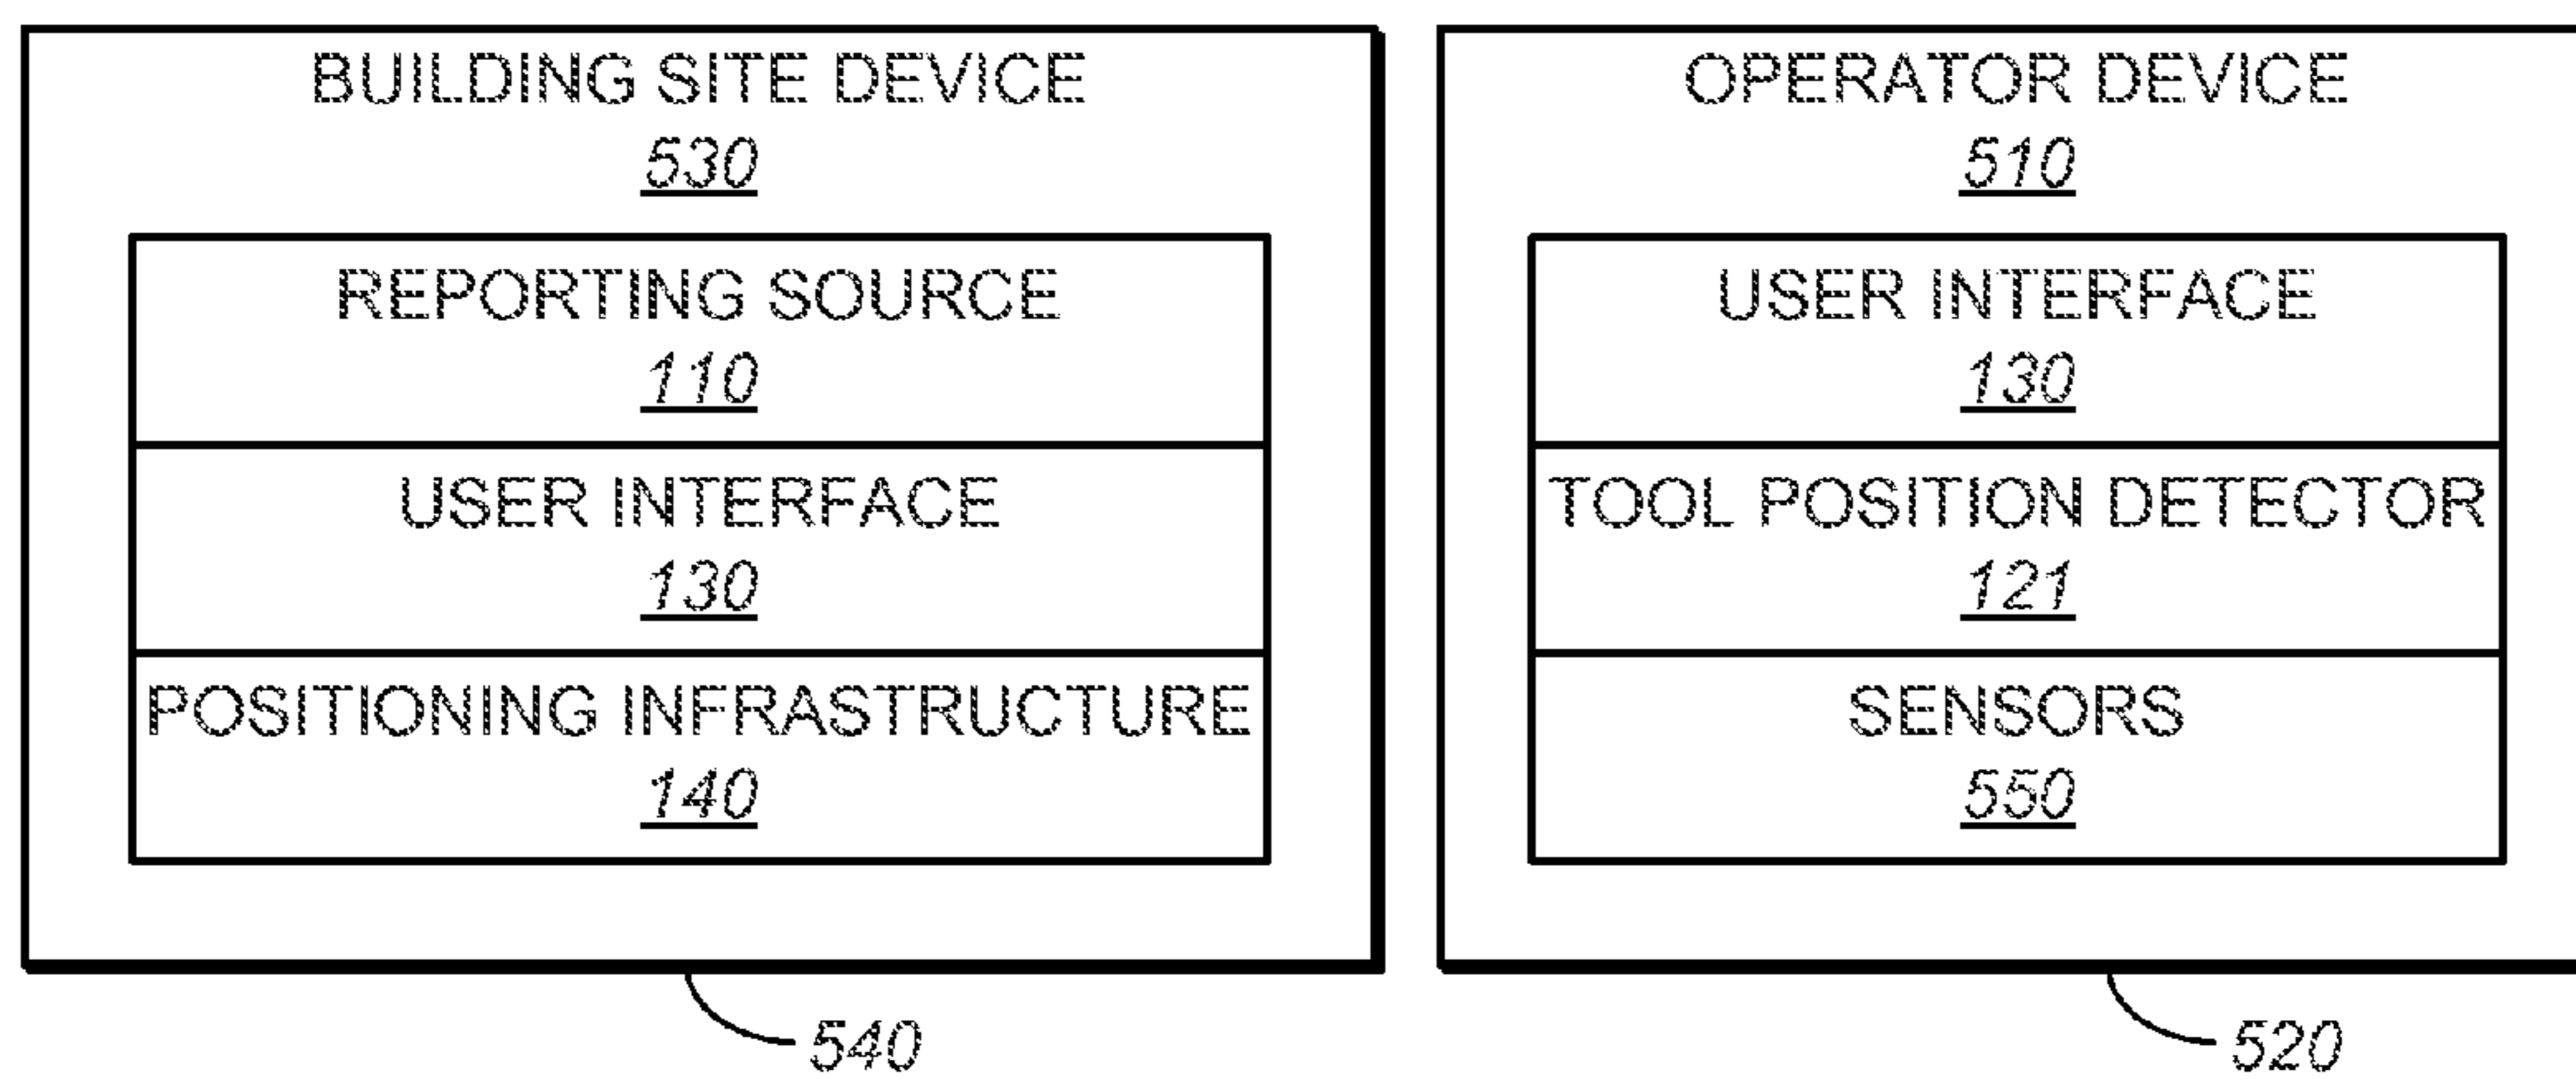 BUILDING SITE DEVICE
530
REPORTING SOURCE
110
USER INTERFACE
130
POSITIONING INFRASTRUCTURE
140
540
OPERATOR DEVICE
510
USER INTERFACE
130
TOOL POSITION DETECTOR
121
SENSORS
550
520